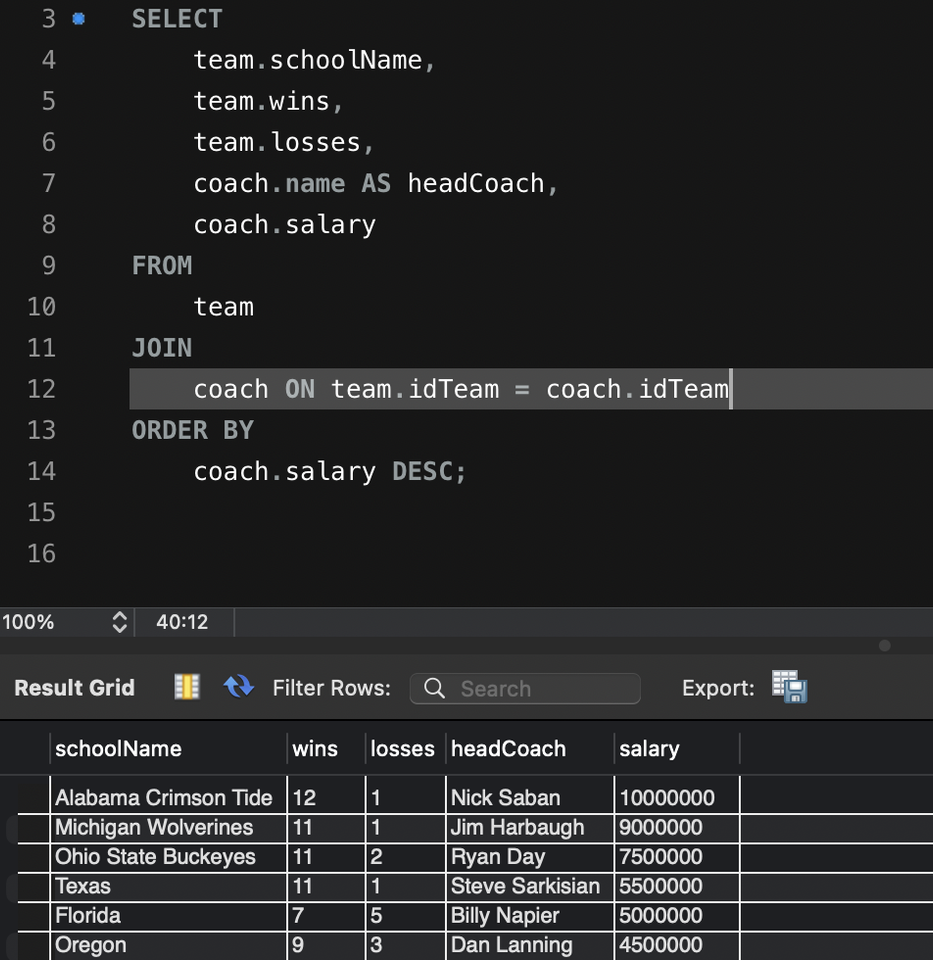 3 SELECT
4 team.schoolName,
5 team.wins,
6 team.losses,
7 coach.name AS headCoach,
8 coach.salary
9 FROM
10 team
11 JOIN
12 coach ON team.idTeam = coach.idTeam
13 ORDER BY
14 coach.salary DESC;
15
16
100% 40:12
Result Grid Filter Rows: Search Export:
schoolName wins losses headCoach salary
Alabama Crimson Tide 12 1 Nick Saban 10000000
Michigan Wolverines 11 1 Jim Harbaugh 9000000
Ohio State Buckeyes 11 2 Ryan Day 7500000
Texas 11 1 Steve Sarkisian 5500000
Florida 7 5 Billy Napier 5000000
Oregon 9 3 Dan Lanning 4500000